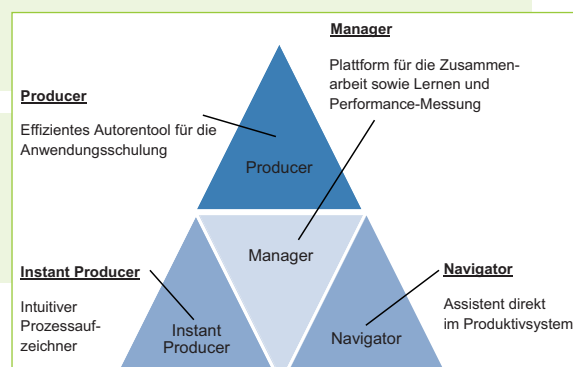 Manager
Plattform für die Zusammen-
arbeit sowie Lernen und
Performance-Messung
Producer
Effizientes Autorentool für die
Anwendungsschulung
Producer
Manager
Instant Producer
Intuitiver
Prozessauf-
zeichner
Instant
Producer
Navigator
Navigator
Assistent direkt
im Produktivsystem